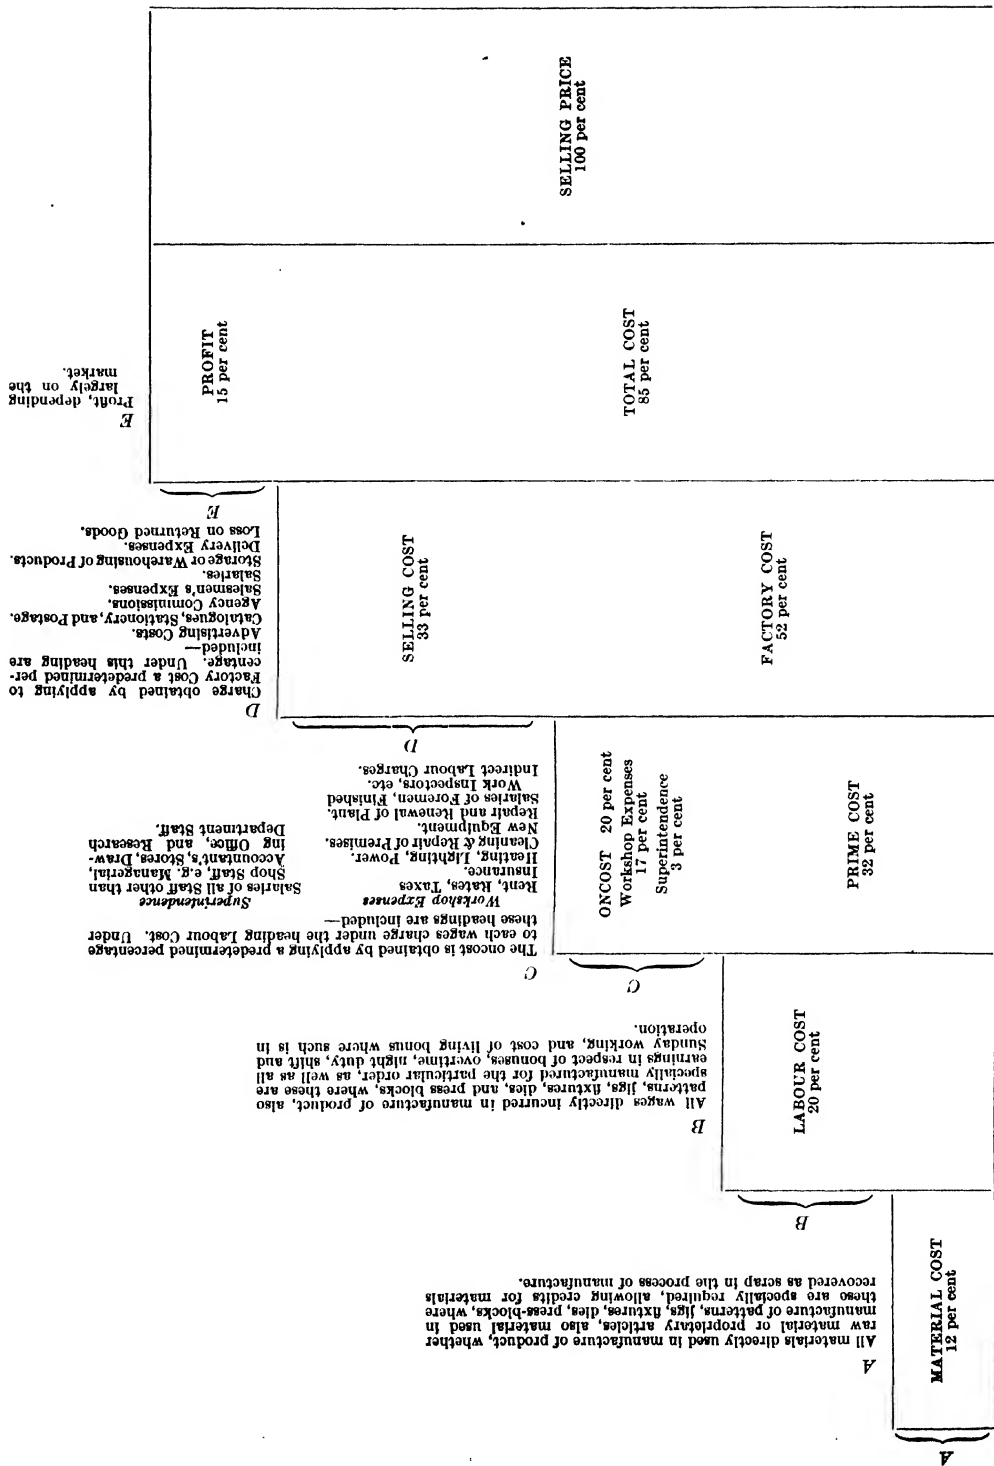 A
All materials directly used in manufacture of product, whether
raw material or proprietary articles, also material used in
manufacture of patterns, jigs, fixtures, dies, press-blocks, where
these are specially required, allowing credits for materials
recovered as scrap in the process of manufacture.
A
MATERIAL COST
12 per cent
B
All wages directly incurred in manufacture of product, also
patterns, jigs, fixtures, dies, and press blocks, where these are
specially manufactured for the particular order, as well as all
earnings in respect of bonuses, overtime, night duty, shift and
Sunday working, and cost of living bonus where such is in
operation.
B
LABOUR COST
20 per cent
C
The oncost is obtained by applying a predetermined percentage
to each wages charge under the heading Labour Cost. Under
these headings are included—
Workshop Expenses
Rent, Rates, Taxes
Insurance.
Heating, Lighting, Power.
Cleaning & Repair of Premises.
New Equipment.
Repair and Renewal of Plant.
Salaries of Foremen, Finished
Work Inspectors, etc.
Indirect Labour Charges.
Superintendence
Salaries of all Staff other than
Shop Staff, e.g. Managerial,
Accountant's, Stores, Draw-
ing Office, and Research
Department Staff.
C
ONCOST 20 per cent
Workshop Expenses
17 per cent
Superintendence
3 per cent
PRIME COST
32 per cent
D
Charge obtained by applying to
Factory Cost a predetermined per-
centage. Under this heading are
included—
Advertising Costs.
Catalogues, Stationery, and Postage.
Agency Commissions.
Salesmen's Expenses.
Salaries.
Storage or Warehousing of Products.
Delivery Expenses.
Loss on Returned Goods.
D
SELLING COST
33 per cent
FACTORY COST
52 per cent
E
Profit, depending
largely on the
market.
E
PROFIT
15 per cent
TOTAL COST
85 per cent
SELLING PRICE
100 per cent